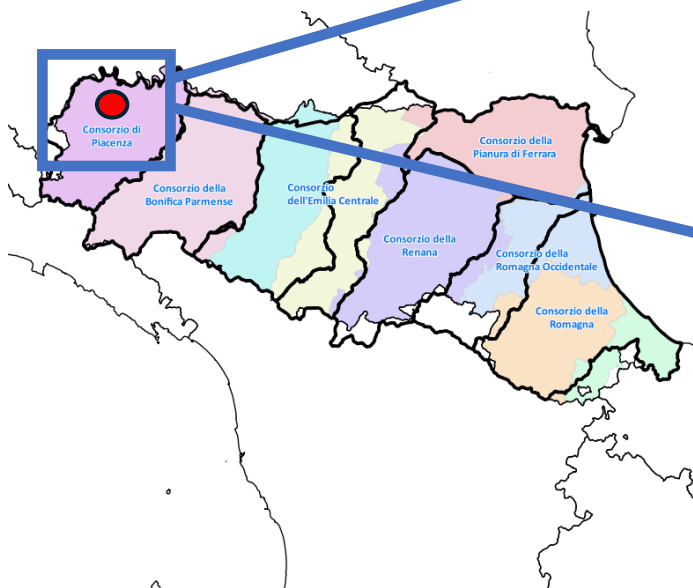 Consorzio di
Piacenza
Consorzio della
Bonifica Parmense
Consorzio
dell'Emilia Centrale
Consorzio della
Renana
Consorzio della
Pianura di Ferrara
Consorzio della
Romagna Occidentale
Consorzio della
Romagna